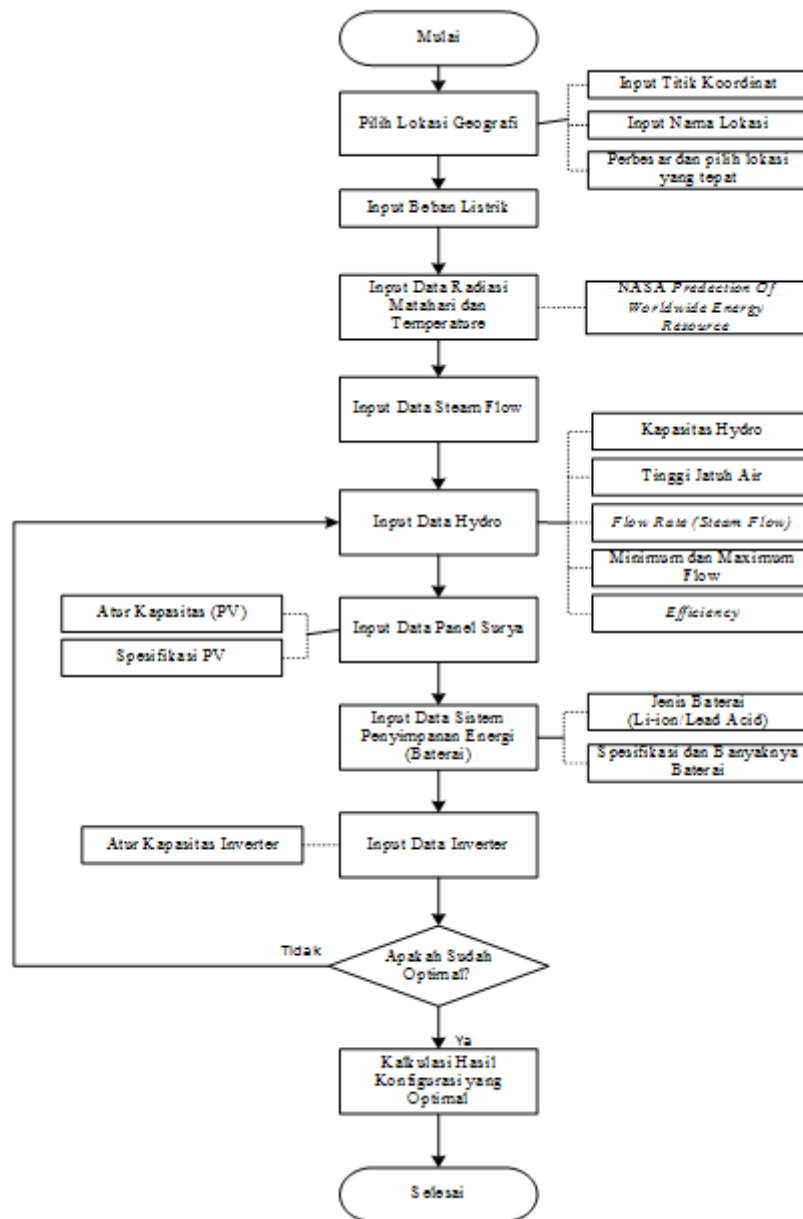 Mulai
Pilih Lokasi Geografi
Input Titik Koordinat
Input Nama Lokasi
Perbesar dan pilih lokasi
yang tepat
Input Beban Listrik
Input Data Radiasi
Matahari dan
Temperature
NASA Predection Of
Worldwide Energy
Resource
Input Data Steam Flow
Input Data Hydro
Kapasitas Hydro
Tinggi Jatuh Air
Flow Rate (Steam Flow)
Minimum dan Maximum
Flow
Efficiency
Atur Kapasitas (PV)
Spesifikasi PV
Input Data Panel Surya
Input Data Sistem
Penyimpanan Energi
(Baterai)
Jenis Baterai
(Li-ion/Lead Acid)
Spesifikasi dan Banyaknya
Baterai
Atur Kapasitas Inverter
Input Data Inverter
Tidak
Apakah Sudah
Optimal?
Ya
Kalkulasi Hasil
Konfigurasi yang
Optimal
Selesai